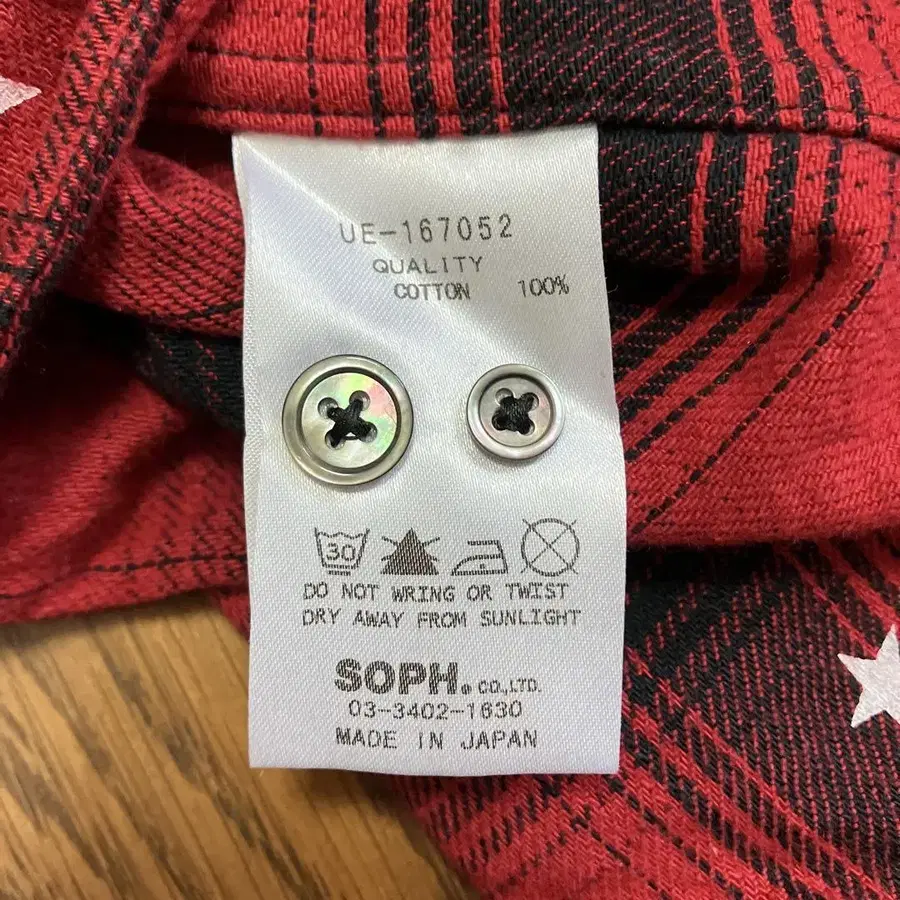 UE-167052
QUALITY
COTTON 100%
30
DO NOT WRING OR TWIST
DRY AWAY FROM SUNLIGHT
SOPH. CO.,LTD.
03-3402-1630
MADE IN JAPAN